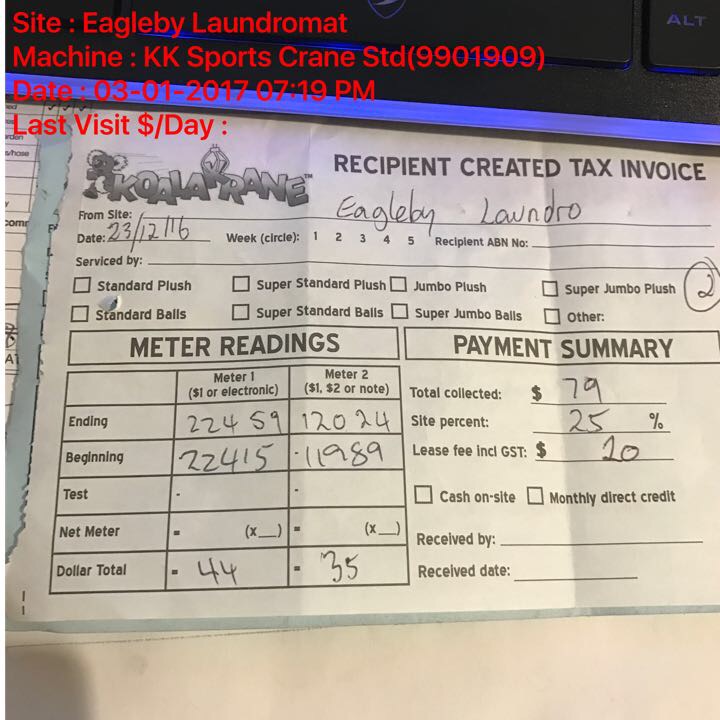 Site : Eagleby Laundromat
Machine : KK Sports Crane Std(9901909)
Date : 03-01-2017 07:19 PM
Last Visit $/Day :
ALT
KOALA KRANE™
RECIPIENT CREATED TAX INVOICE
From Site: Eagleby Laundro
Date: 23/12/16 Week (circle): 1 2 3 4 5 Recipient ABN No:
Serviced by:
Standard Plush Super Standard Plush Jumbo Plush Super Jumbo Plush 2
Standard Balls Super Standard Balls Super Jumbo Balls Other:
METER READINGS PAYMENT SUMMARY
Meter 1 Meter 2
($1 or electronic) ($1, $2 or note)
Total collected: $ 79
Ending 22459 12024 Site percent: 25 %
Beginning 22415 11989 Lease fee incl GST: $ 20
Test - -
Cash on-site Monthly direct credit
Net Meter = (x__) = (x__)
Received by:
Dollar Total = 44 = 35 Received date: